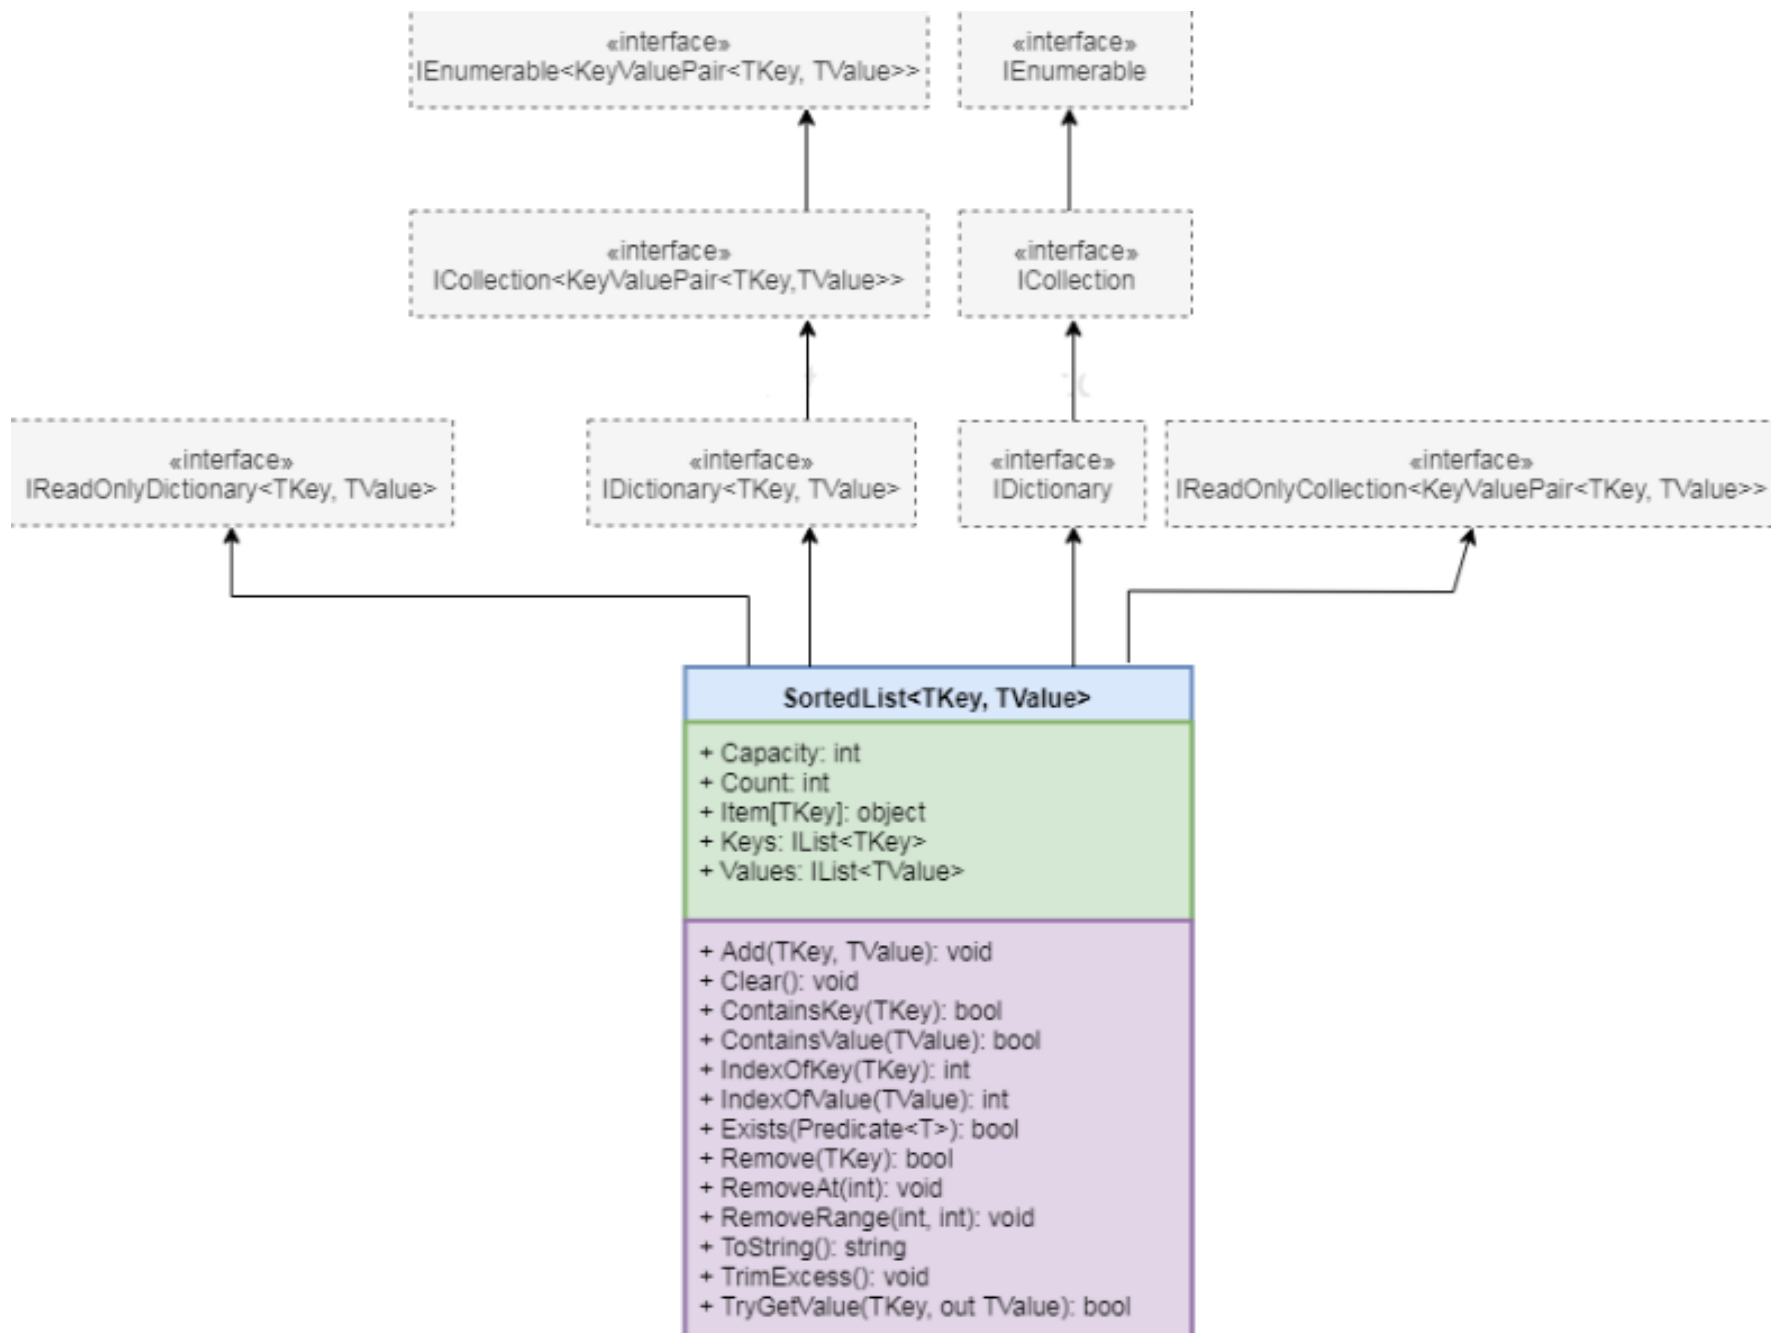 «interface»
IEnumerable<KeyValuePair<TKey, TValue>>
«interface»
IEnumerable
«interface»
ICollection<KeyValuePair<TKey,TValue>>
«interface»
ICollection
«interface»
IReadOnlyDictionary<TKey, TValue>
«interface»
IDictionary<TKey, TValue>
«interface»
IDictionary
«interface»
IReadOnlyCollection<KeyValuePair<TKey, TValue>>
SortedList<TKey, TValue>
+ Capacity: int
+ Count: int
+ Item[TKey]: object
+ Keys: IList<TKey>
+ Values: IList<TValue>
+ Add(TKey, TValue): void
+ Clear(): void
+ ContainsKey(TKey): bool
+ ContainsValue(TValue): bool
+ IndexOfKey(TKey): int
+ IndexOfValue(TValue): int
+ Exists(Predicate<T>): bool
+ Remove(TKey): bool
+ RemoveAt(int): void
+ RemoveRange(int, int): void
+ ToString(): string
+ TrimExcess(): void
+ TryGetValue(TKey, out TValue): bool